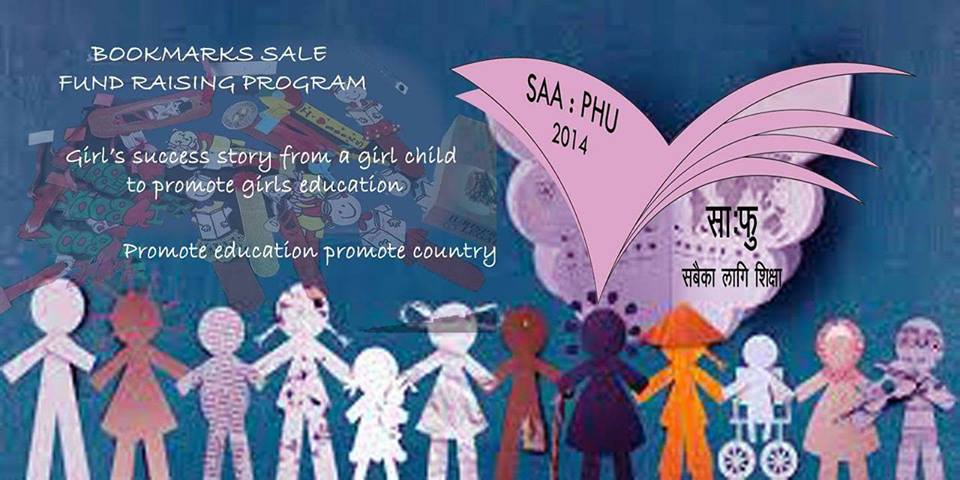 BOOKMARKS SALE
FUND RAISING PROGRAM
Girl's success story from a girl child
to promote girls education
Promote education promote country
SAA : PHU
2014
सा:फु
सबैका लागि शिक्षा